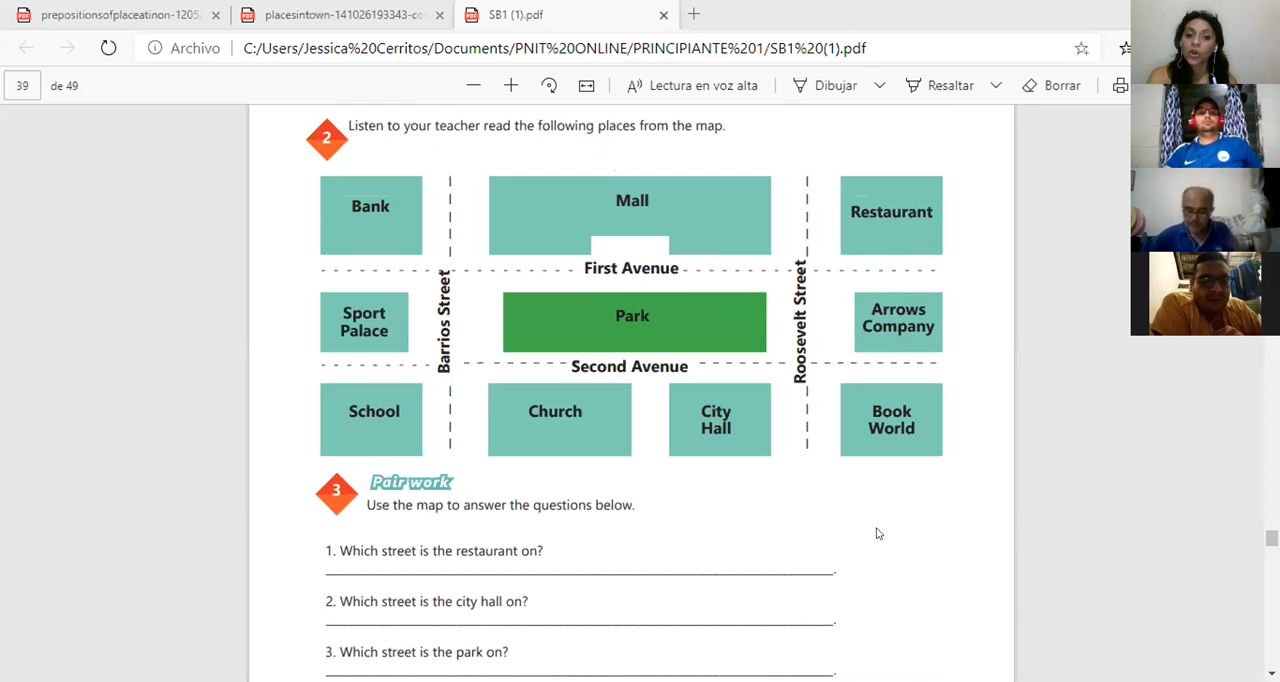 prepositionsofplaceatinon-1205
placesintown-141026193343-co
SB1 (1).pdf
Archivo
C:/Users/Jessica%20Cerritos/Documents/PNIT%20ONLINE/PRINCIPIANTE%201/SB1%20(1).pdf
39 de 49
Lectura en voz alta
Dibujar
Resaltar
Borrar
2 Listen to your teacher read the following places from the map.
Bank
Mall
Restaurant
First Avenue
Sport
Palace
Barrios Street
Park
Roosevelt Street
Arrows
Company
Second Avenue
School
Church
City
Hall
Book
World
3 Pair work
Use the map to answer the questions below.
1. Which street is the restaurant on?
2. Which street is the city hall on?
3. Which street is the park on?